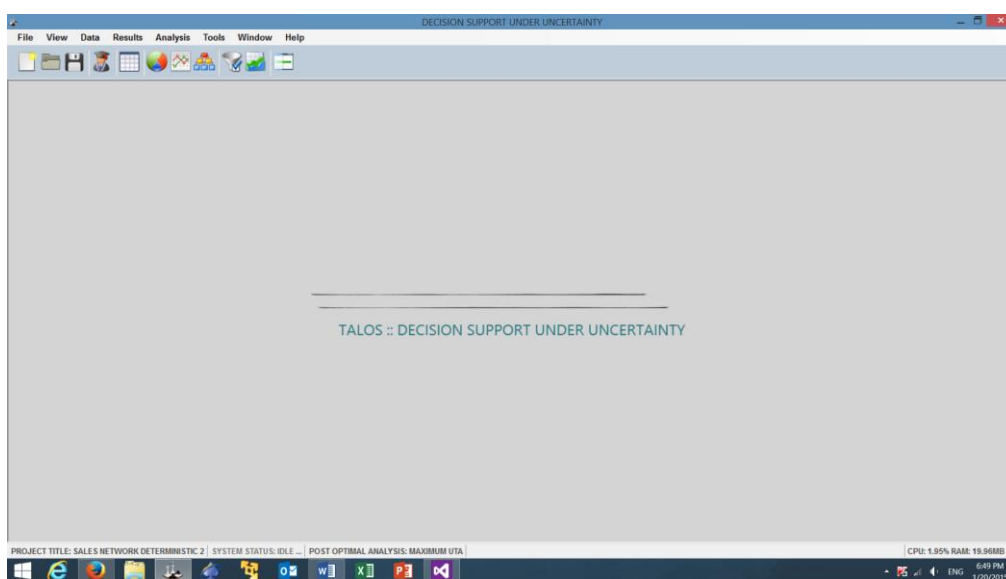 DECISION SUPPORT UNDER UNCERTAINTY
File View Data Results Analysis Tools Window Help
TALOS :: DECISION SUPPORT UNDER UNCERTAINTY
PROJECT TITLE: SALES NETWORK DETERMINISTIC 2 SYSTEM STATUS: IDLE ... POST OPTIMAL ANALYSIS: MAXIMUM UTA CPU: 1.95% RAM: 19.96MB
ENG 6:49 PM